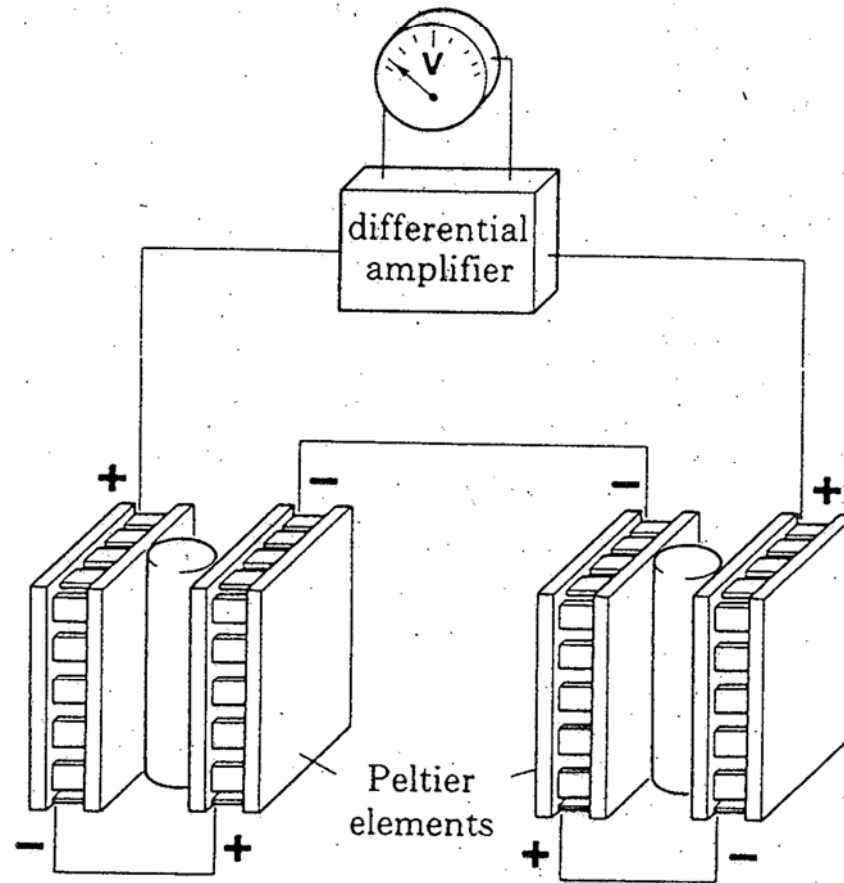 V
differential
amplifier
+
−
−
+
Peltier
elements
−
+
+
−